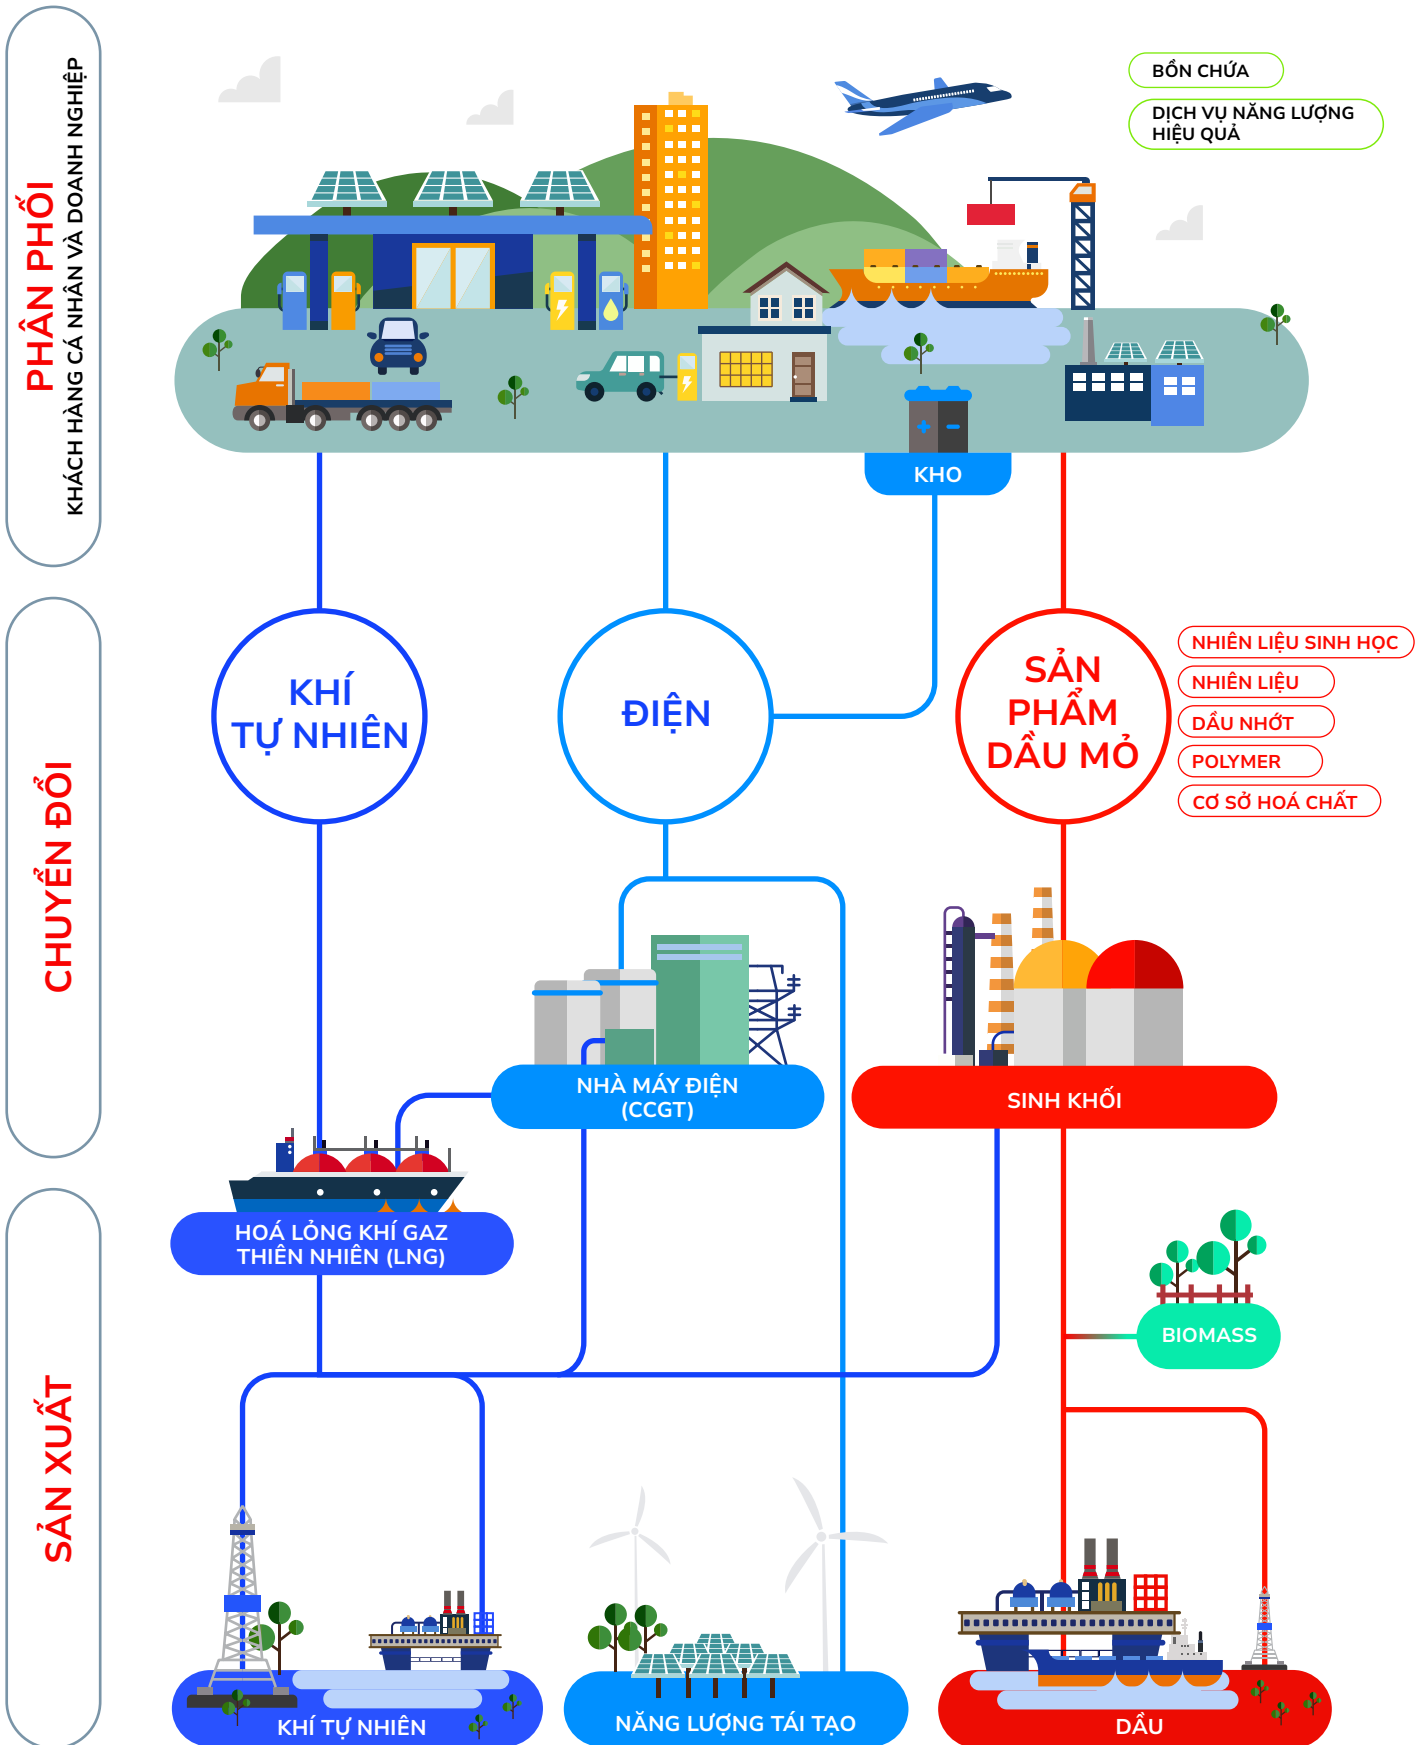 PHÂN PHỐI
KHÁCH HÀNG CÁ NHÂN VÀ DOANH NGHIỆP
BỒN CHỨA
DỊCH VỤ NĂNG LƯỢNG
HIỆU QUẢ
KHO
CHUYỂN ĐỔI
KHÍ
TỰ NHIÊN
ĐIỆN
SẢN
PHẨM
DẦU MỎ
NHIÊN LIỆU SINH HỌC
NHIÊN LIỆU
DẦU NHỚT
POLYMER
CƠ SỞ HOÁ CHẤT
NHÀ MÁY ĐIỆN
(CCGT)
SINH KHỐI
SẢN XUẤT
HOÁ LỎNG KHÍ GAZ
THIÊN NHIÊN (LNG)
BIOMASS
KHÍ TỰ NHIÊN
NĂNG LƯỢNG TÁI TẠO
DẦU